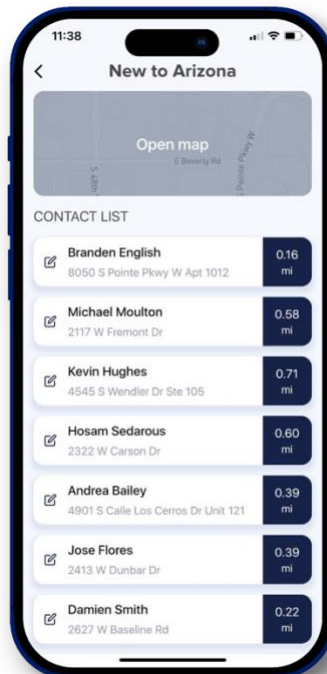 11:38
New to Arizona
Open map
E Beverly Rd
S 48th
S Pointe Pkwy W
CONTACT LIST
Branden English
8050 S Pointe Pkwy W Apt 1012
0.16
mi
Michael Moulton
2117 W Fremont Dr
0.58
mi
Kevin Hughes
4545 S Wendler Dr Ste 105
0.71
mi
Hosam Sedarous
2322 W Carson Dr
0.60
mi
Andrea Bailey
4901 S Calle Los Cerros Dr Unit 121
0.39
mi
Jose Flores
2413 W Dunbar Dr
0.39
mi
Damien Smith
2627 W Baseline Rd
0.22
mi